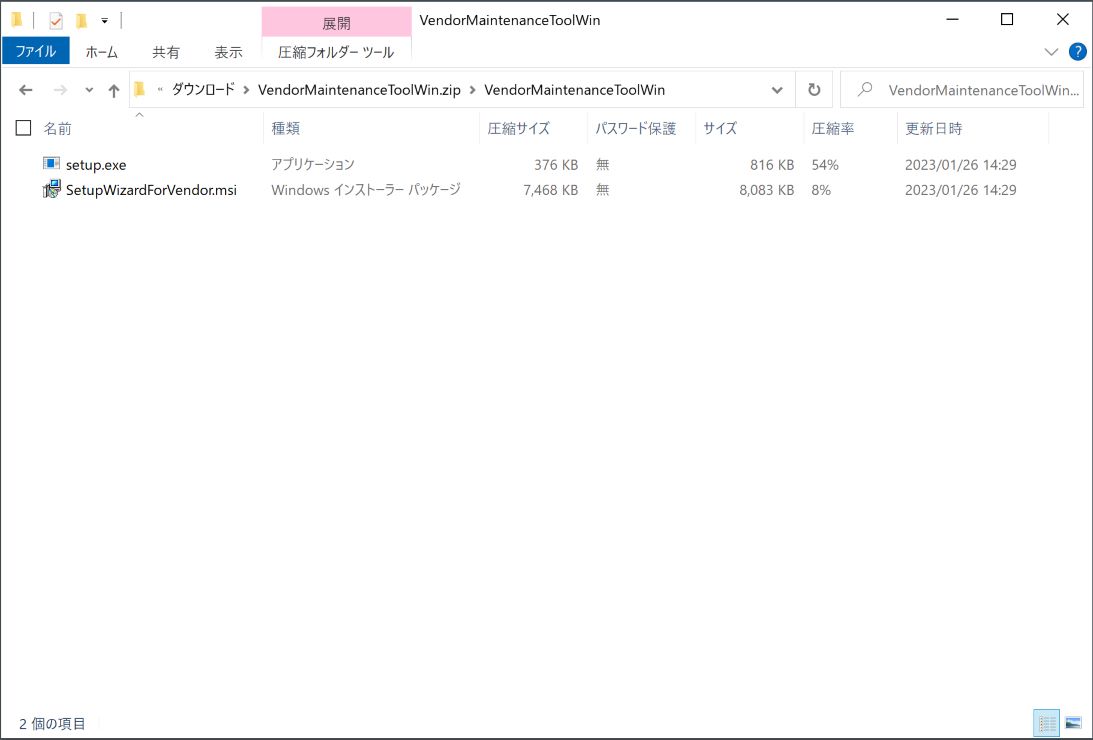 展開 VendorMaintenanceToolWin
ファイル ホーム 共有 表示 圧縮フォルダー ツール ?
« ダウンロード > VendorMaintenanceToolWin.zip > VendorMaintenanceToolWin VendorMaintenanceToolWin...
名前 種類 圧縮サイズ パスワード保護 サイズ 圧縮率 更新日時
setup.exe アプリケーション 376 KB 無 816 KB 54% 2023/01/26 14:29
SetupWizardForVendor.msi Windows インストーラー パッケージ 7,468 KB 無 8,083 KB 8% 2023/01/26 14:29
2 個の項目